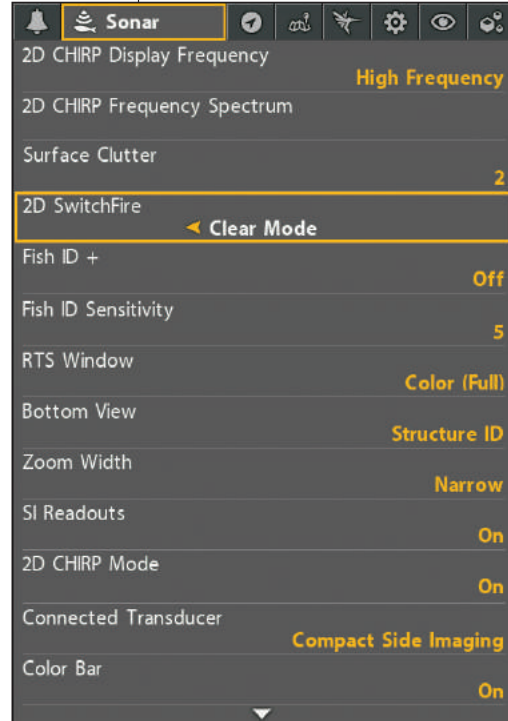 Sonar
2D CHIRP Display Frequency
High Frequency
2D CHIRP Frequency Spectrum
Surface Clutter
2
2D SwitchFire
Clear Mode
Fish ID +
Off
Fish ID Sensitivity
5
RTS Window
Color (Full)
Bottom View
Structure ID
Zoom Width
Narrow
SI Readouts
On
2D CHIRP Mode
On
Connected Transducer
Compact Side Imaging
Color Bar
On